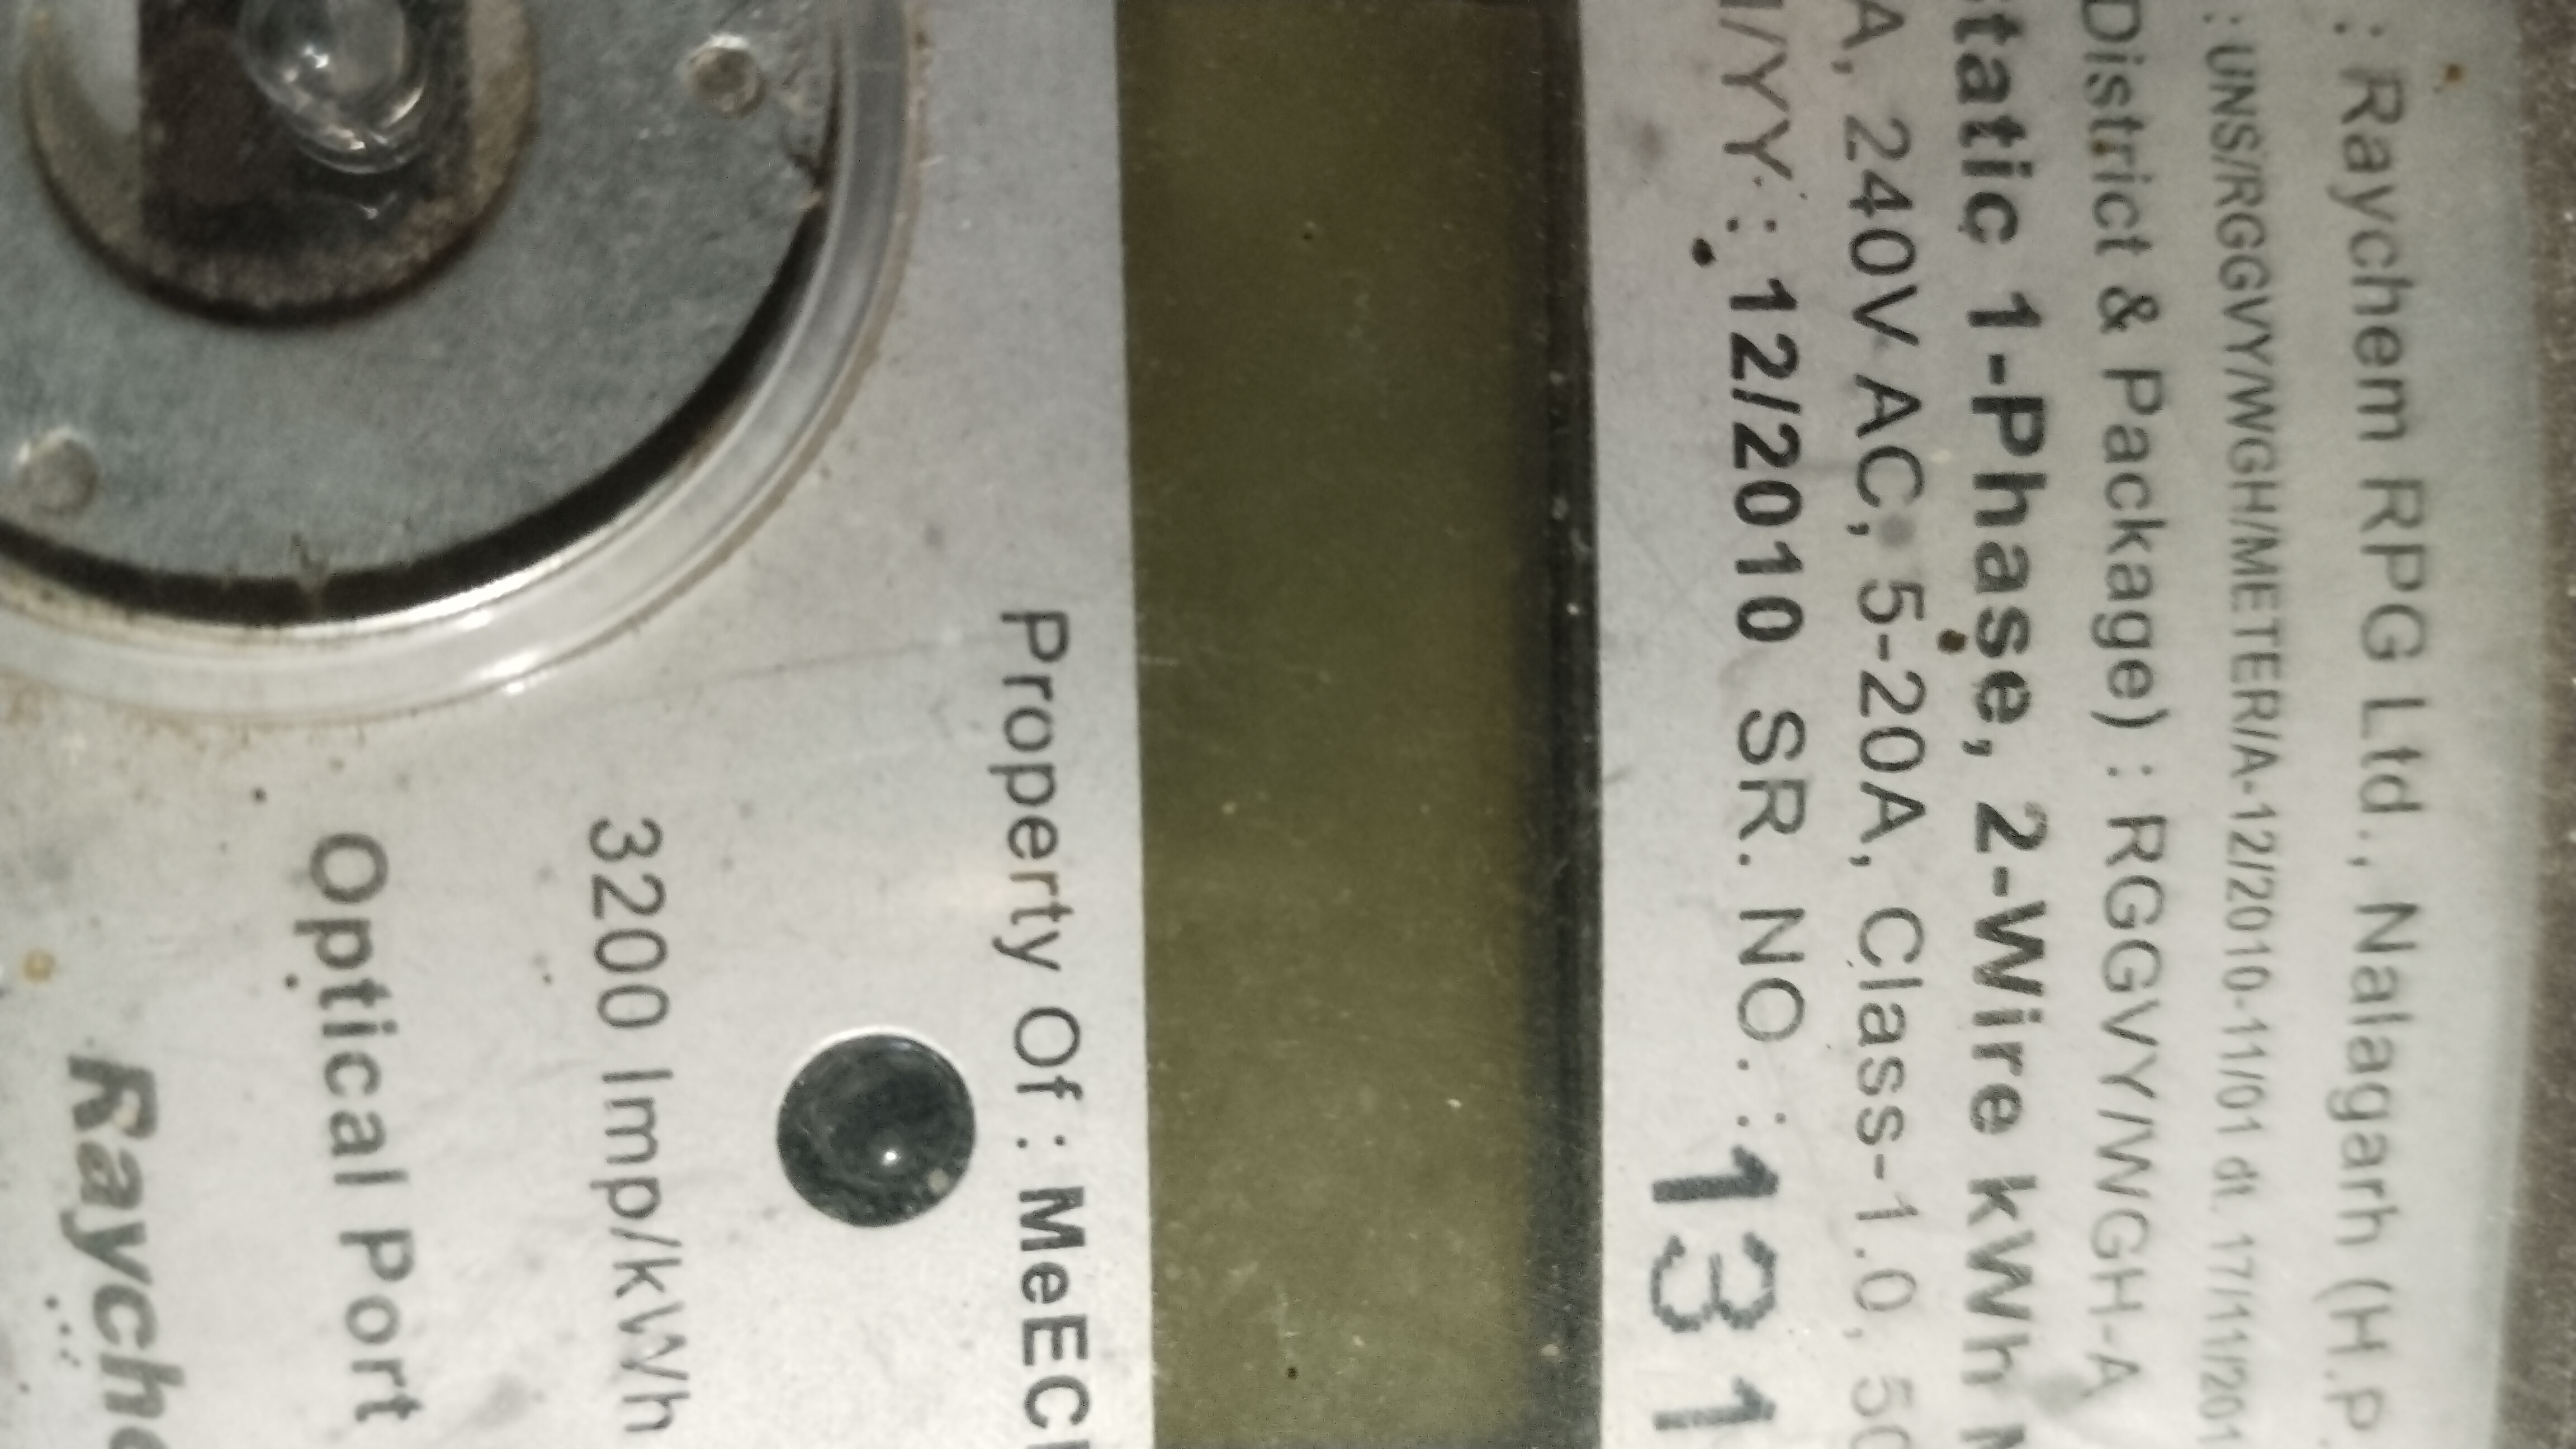 : Raychem RPG Ltd., Nalagarh (H.P.
: UNS/RGGVY/WGH/METER/A-12/2010-11/01 dt. 17/11/201
District & Package) : RGGVY/WGH-A
Static 1-Phase, 2-Wire kWh
A, 240V AC, 5-20A, Class-1.0, 50
/YY : 12/2010 SR. NO. : 131
Property Of : MeEC
3200 Imp/kWh
Optical Port
Rayche